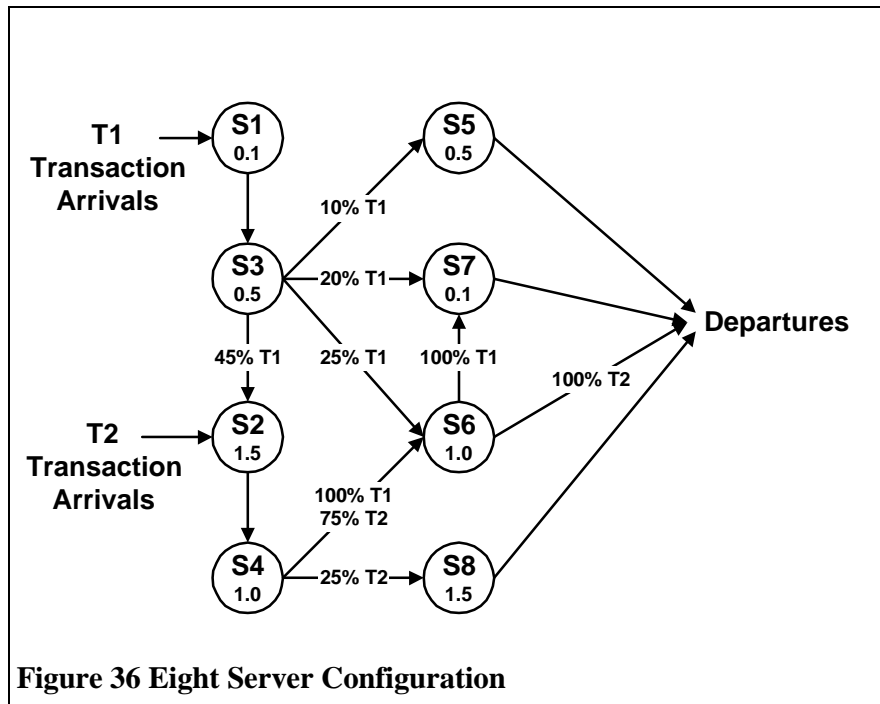 S1
0.1
S5
0.5
T1
Transaction
Arrivals
10% T1
S3
0.5
20% T1
S7
0.1
Departures
45% T1
25% T1
100% T1
100% T2
T2
Transaction
Arrivals
S2
1.5
S6
1.0
100% T1
75% T2
S4
1.0
25% T2
S8
1.5
Figure 36 Eight Server Configuration